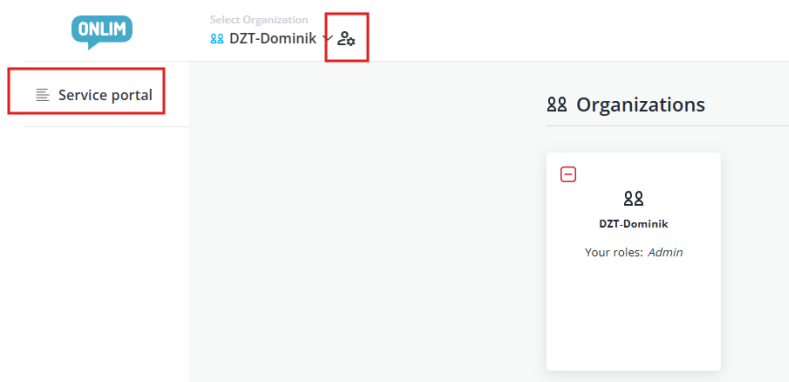 ONLIM
Select Organization
DZT-Dominik
Service portal
Organizations
DZT-Dominik
Your roles: Admin